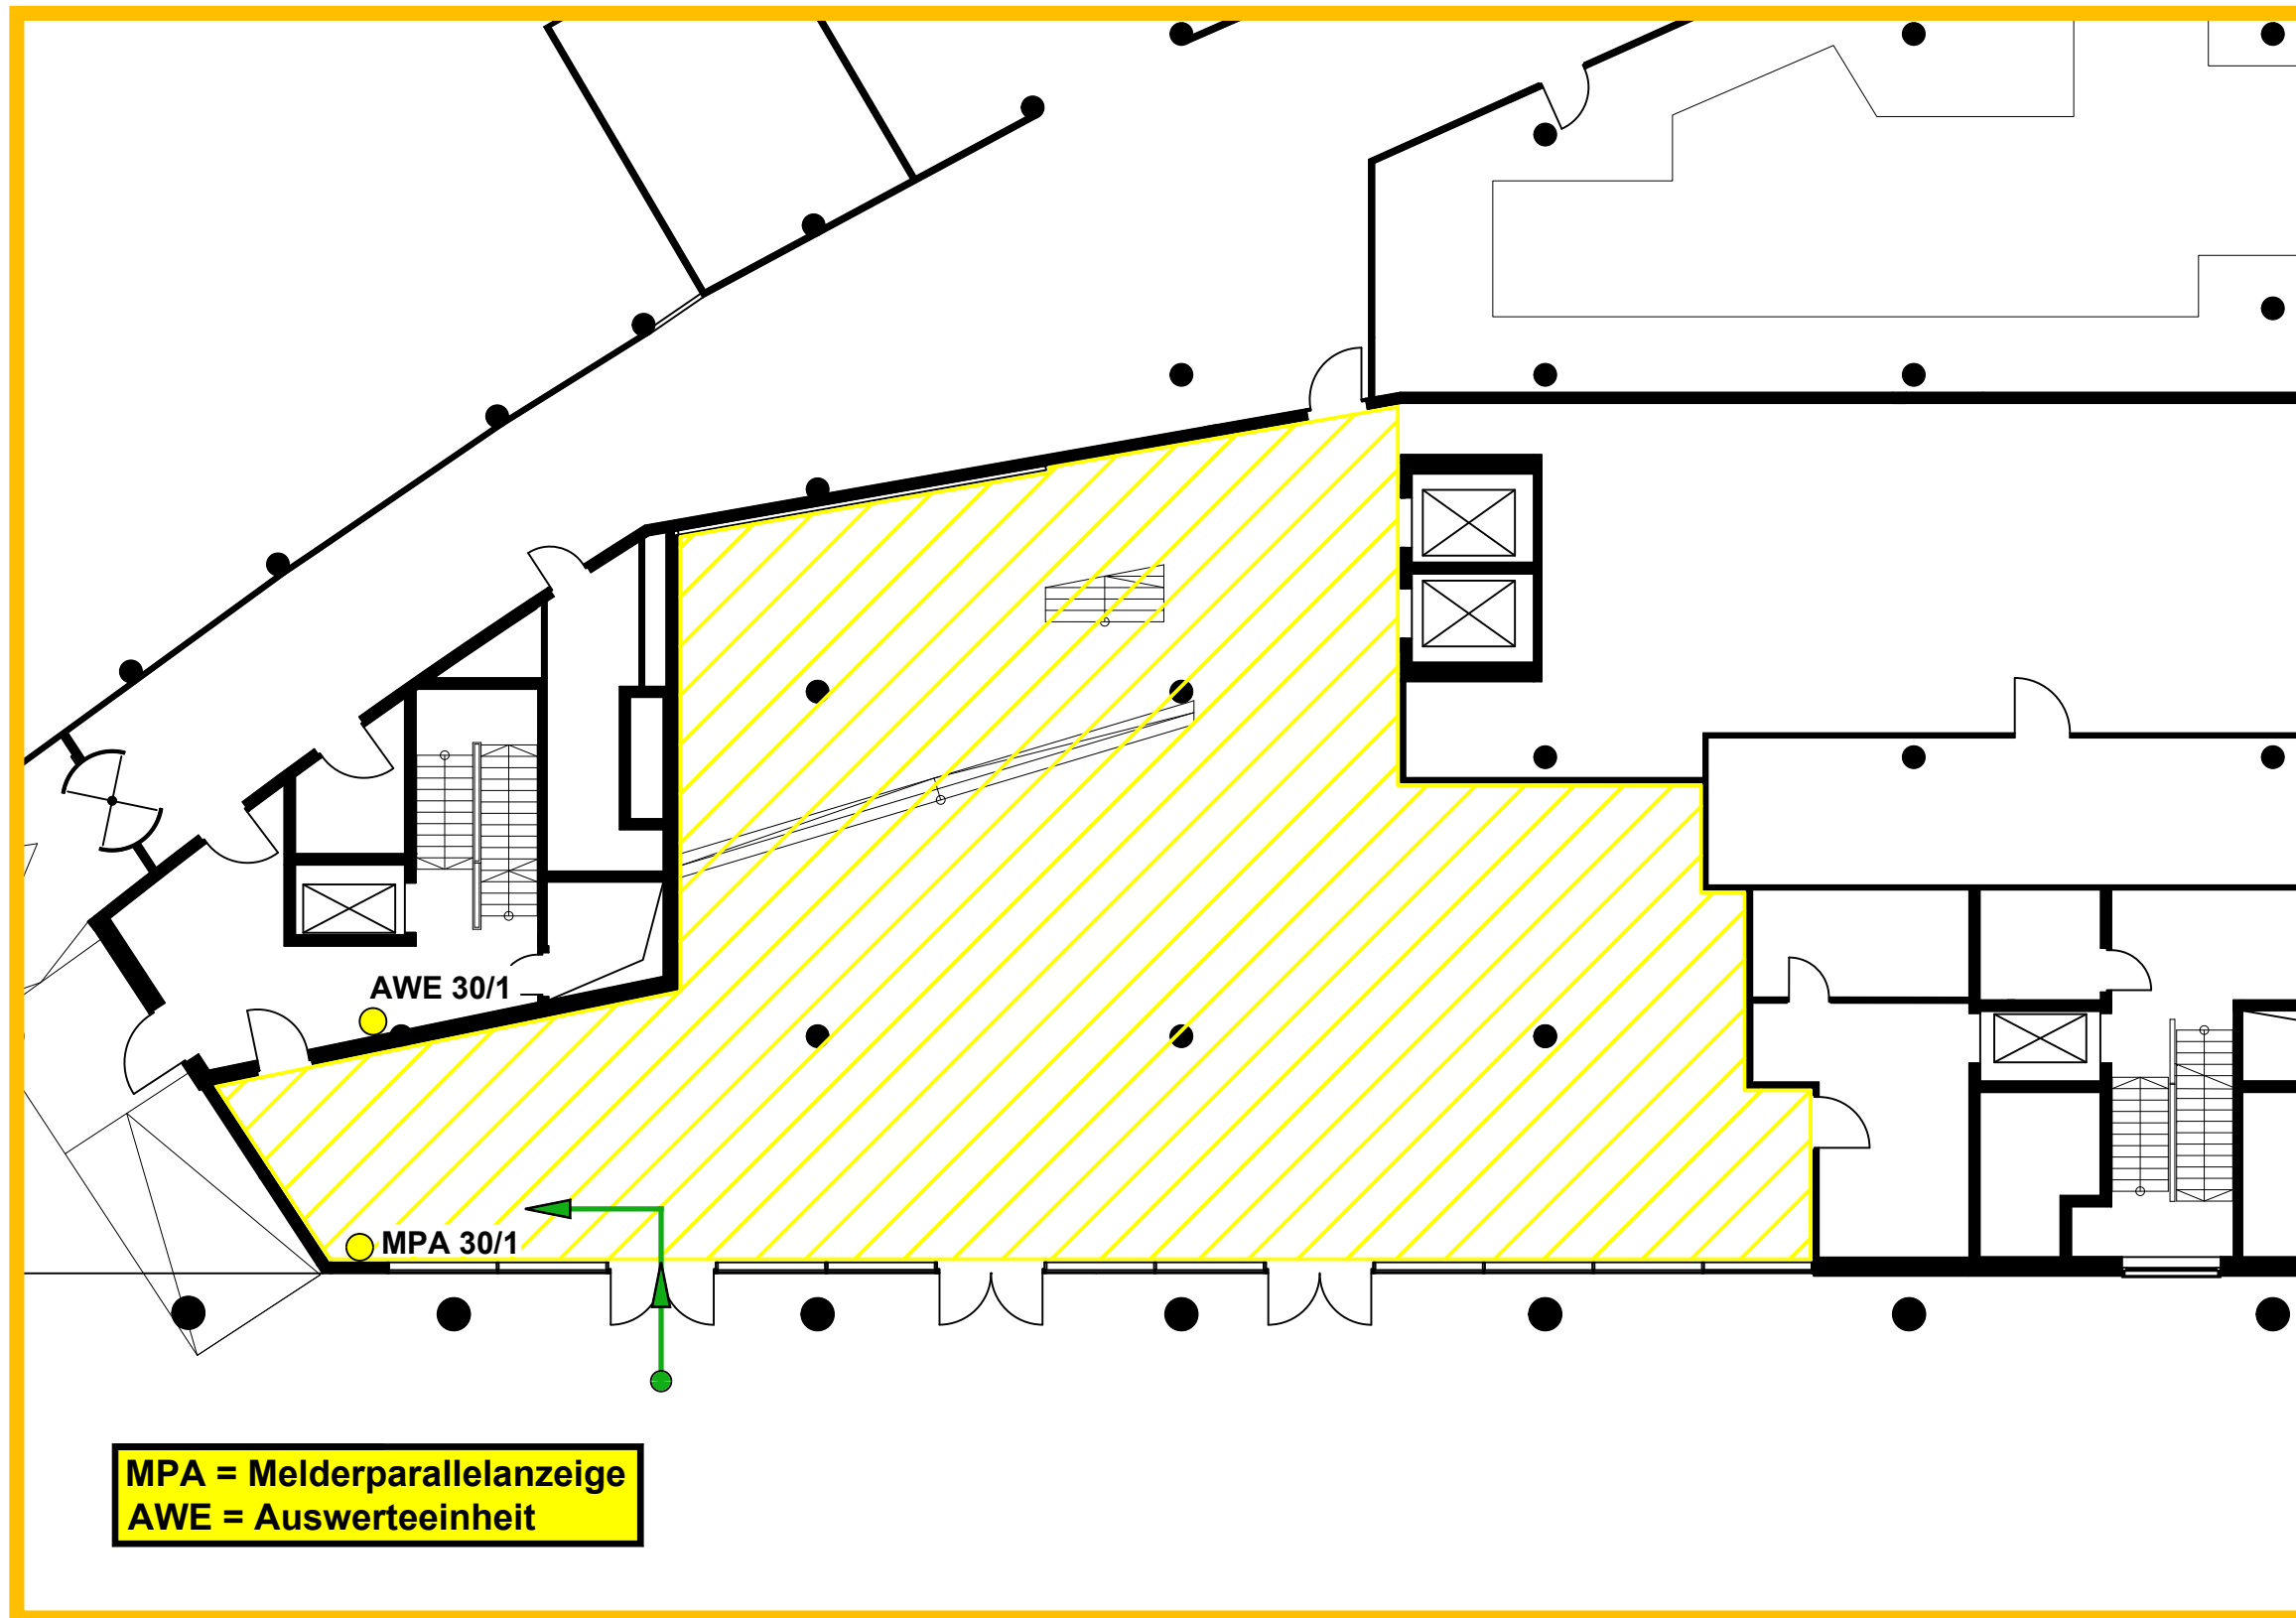 AWE 30/1
MPA 30/1
MPA = Melderparallelanzeige
AWE = Auswerteeinheit